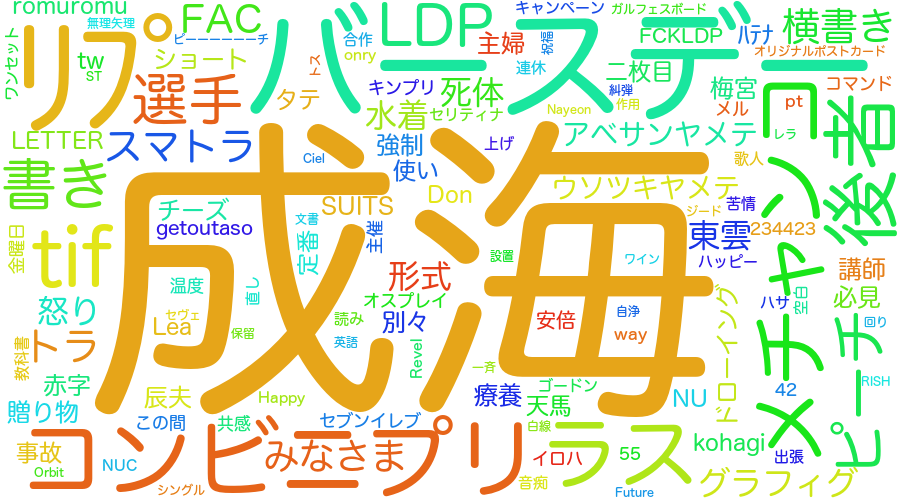 romuromu
無理矢理
FAC
LDP
主婦
キャンペーン
ガルフェスボード
FCKLDP
ハテナ
横書き
ワンセット
リプ
ピーーーーーーチ
ショート
バースデー
合作
祝福
オリジナルポストカード
tw
ST
選手
タテ
トス
onry
キンプリ
死体
連休
二枚目
糾弾
作用
梅宮
メル
pt
コマンド
LETTER
スマトラ
水着
セリティナ
Nayeon
アベサンヤメテ
レラ
後者
書き
Ciel
強制
使い
上げ
歌人
メチャンコ
成海
チーズ
getoutaso
SUITS
文書
Don
ウソツキヤメテ
苦情
ジード
234423
金曜日
tif
定番
主催
東雲
ハッピー
講師
設置
ワイン
温度
直し
形式
怒り
セヴェ
Lea
オスプレイ
ハサ
空白
必見
トラ
保留
読み
別々
安倍
自浄
way
ドローイング
回り
教科書
英語
Revel
一斉
ピーチ
赤字
辰夫
Happy
療養
ゴードン
天馬
NU
42
RISH
贈り物
この間
共感
セブンイレブ
コンビニプリ
みなさま
白線
ラス
kohagi
事故
NUC
イロハ
55
出張
Orbit
シングル
音痴
Future
グラフィグ